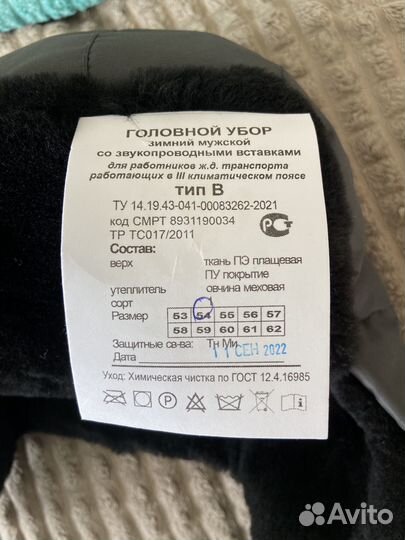 ГОЛОВНОЙ УБОР
зимний мужской
со звукопроводными вставками
для работников ж.д. транспорта
работающих в III климатическом поясе
тип В
ТУ 14.19.43-041-00083262-2021
код СМРТ 8931190034
ТР ТС017/2011
Состав:
верх ткань ПЭ плащевая
ПУ покрытие
утеплитель овчина меховая
сорт I
Размер 53 54 55 56 57
58 59 60 61 62
Защитные св-ва: Тн Ми
Дата 11 СЕН 2022
Уход: Химическая чистка по ГОСТ 12.4.16985
Avito